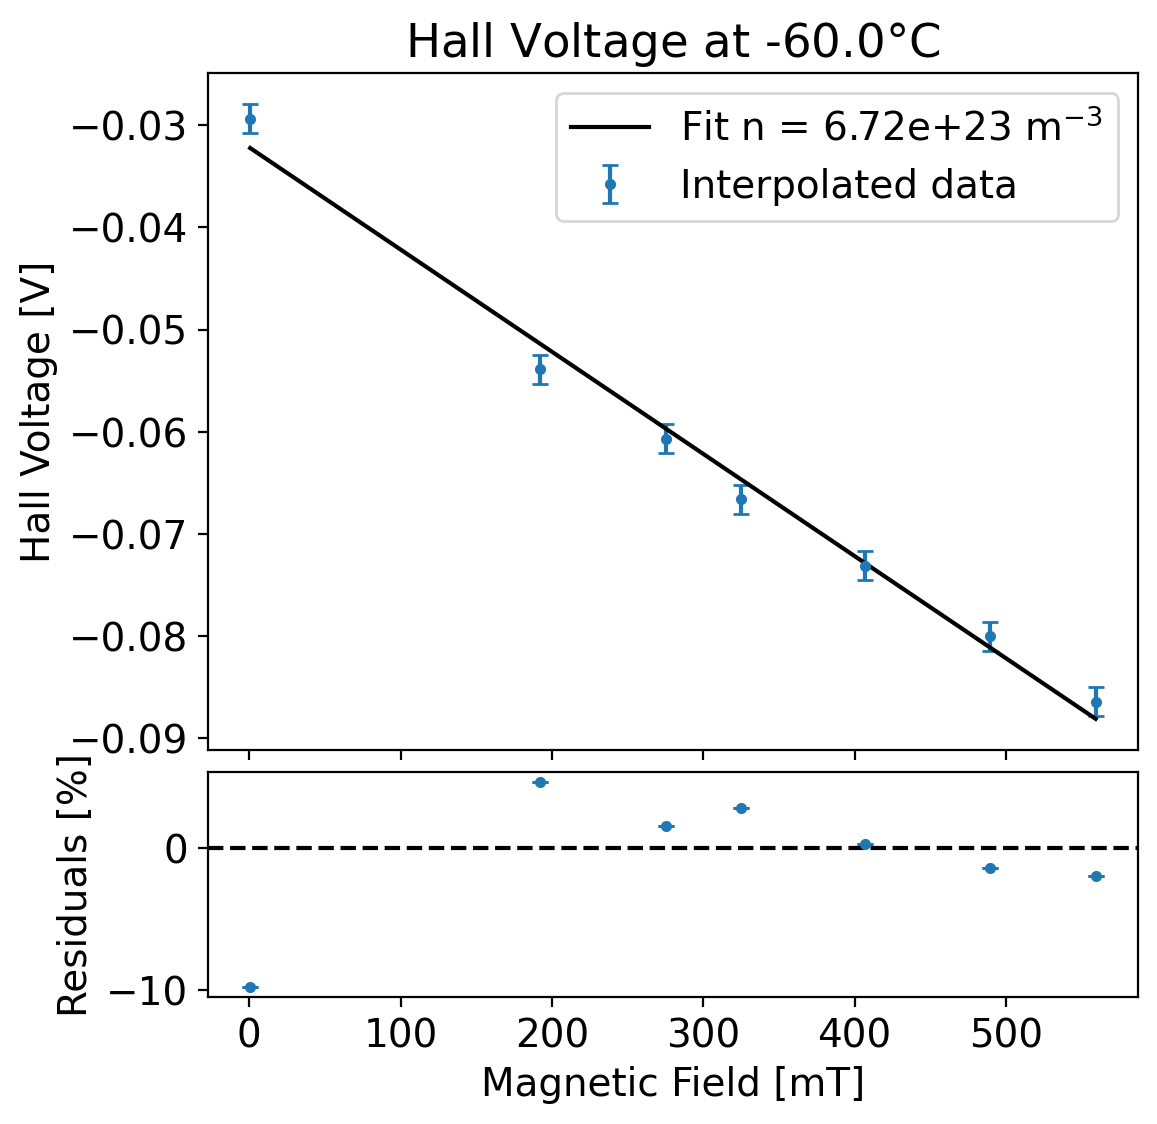 Hall Voltage at -60.0°C
Fit n = 6.72e+23 m⁻³
Interpolated data
Hall Voltage [V]
−0.03
−0.04
−0.05
−0.06
−0.07
−0.08
−0.09
Residuals [%]
0
−10
0 100 200 300 400 500
Magnetic Field [mT]